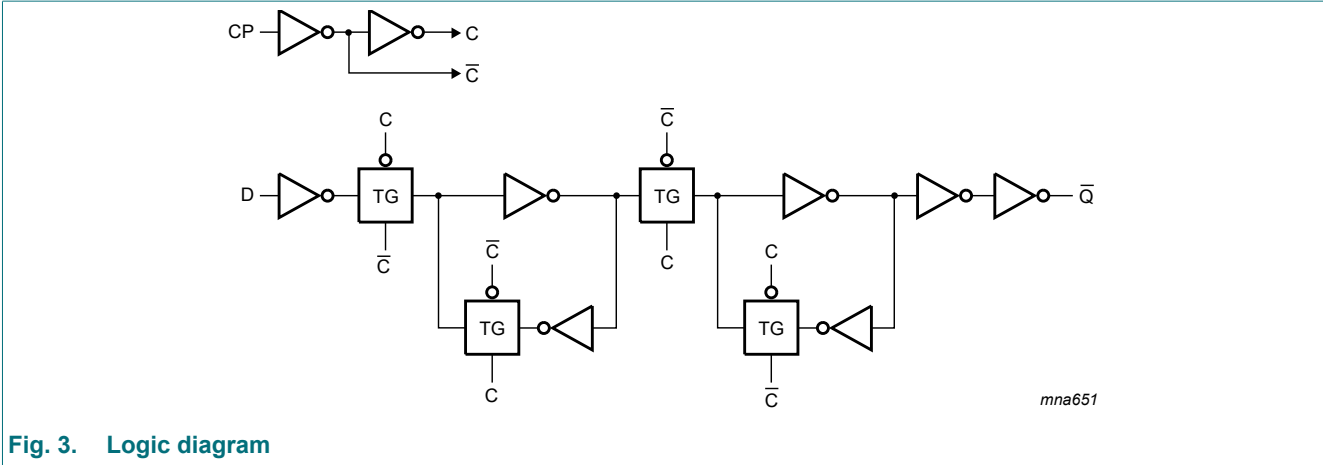 CP
C
C̅
C
C̅
D
TG
TG
Q̅
C̅
C̅
C
C
TG
TG
C
C̅
mna651
Fig. 3. Logic diagram